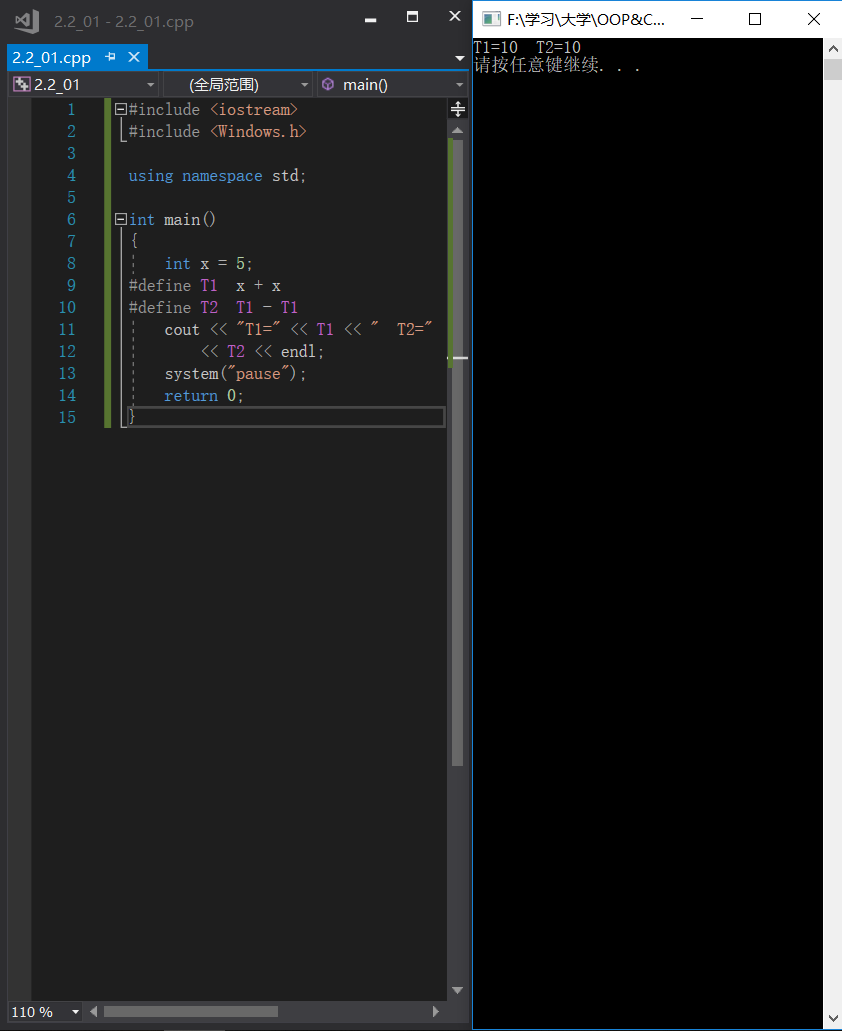 2.2_01 - 2.2_01.cpp
2.2_01.cpp
2.2_01 (全局范围) main()
1 #include <iostream>
2 #include <Windows.h>
3
4 using namespace std;
5
6 int main()
7 {
8     int x = 5;
9 #define T1  x + x
10 #define T2  T1 - T1
11     cout << "T1=" << T1 << "  T2="
12         << T2 << endl;
13     system("pause");
14     return 0;
15 }
110 %
F:\学习\大学\OOP&C...
T1=10  T2=10
请按任意键继续. . .